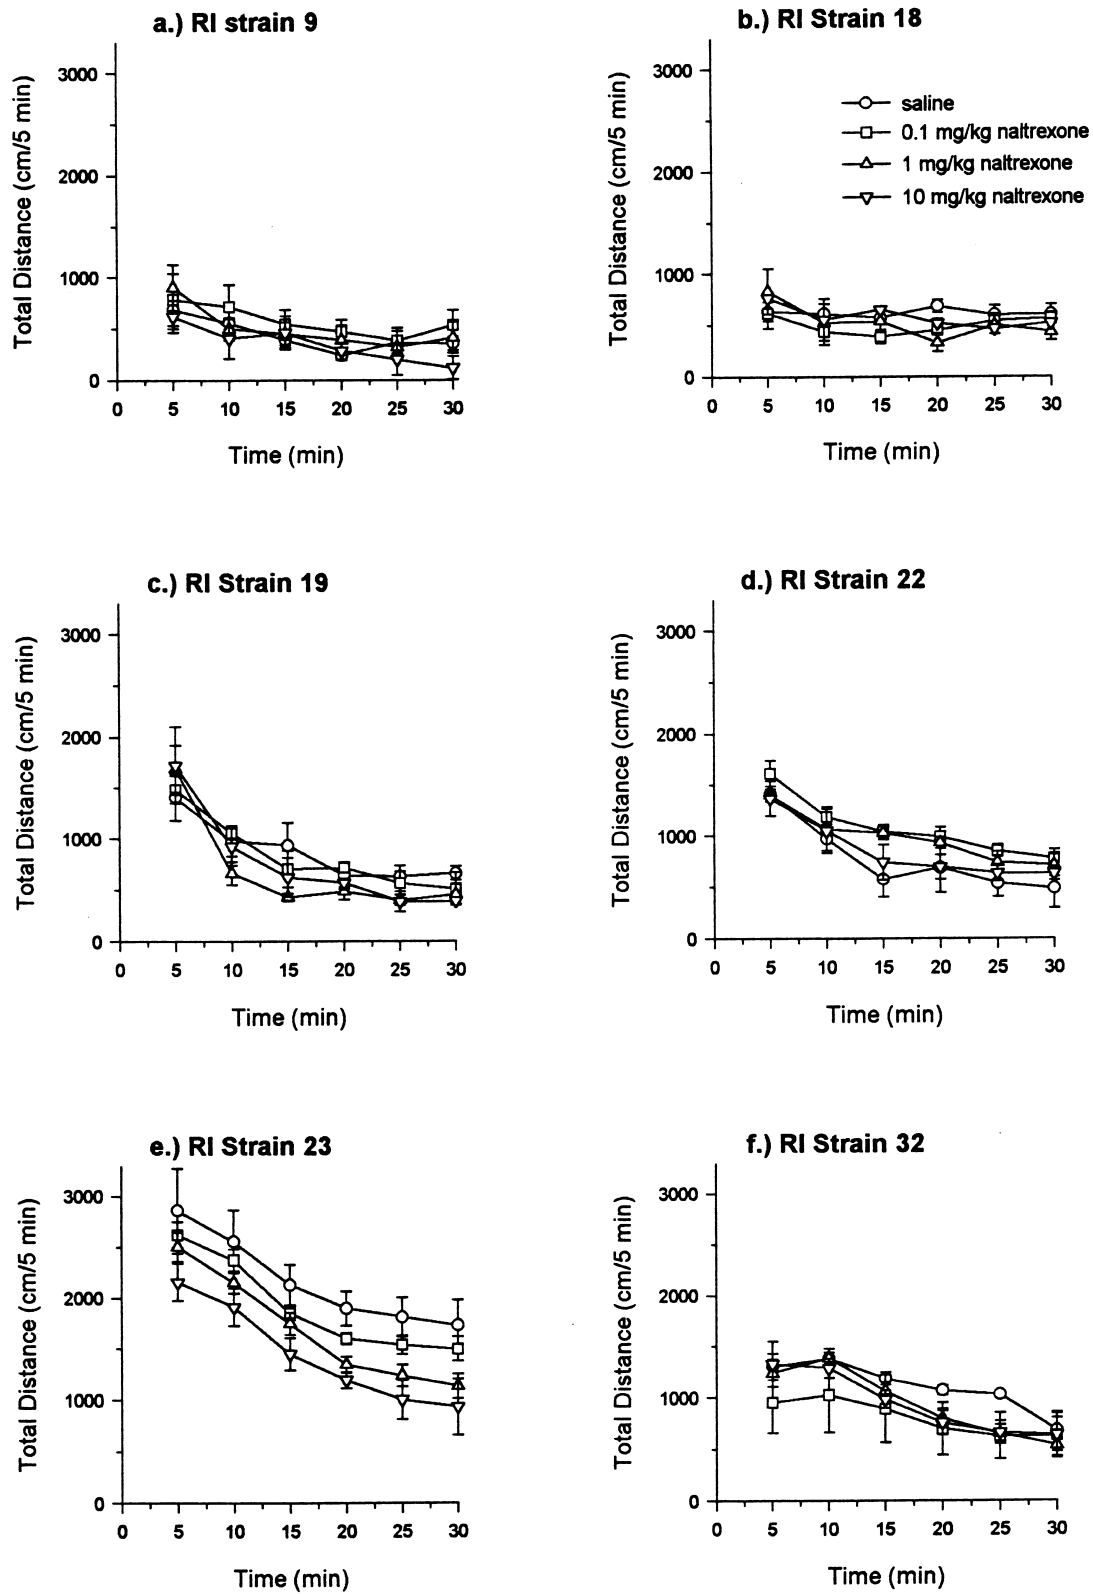 a.) RI strain 9
Total Distance (cm/5 min)
3000
2000
1000
0
0 5 10 15 20 25 30
Time (min)
b.) RI Strain 18
Total Distance (cm/5 min)
3000
2000
1000
0
saline
0.1 mg/kg naltrexone
1 mg/kg naltrexone
10 mg/kg naltrexone
0 5 10 15 20 25 30
Time (min)
c.) RI Strain 19
Total Distance (cm/5 min)
3000
2000
1000
0
0 5 10 15 20 25 30
Time (min)
d.) RI Strain 22
Total Distance (cm/5 min)
3000
2000
1000
0
0 5 10 15 20 25 30
Time (min)
e.) RI Strain 23
Total Distance (cm/5 min)
3000
2000
1000
0
0 5 10 15 20 25 30
Time (min)
f.) RI Strain 32
Total Distance (cm/5 min)
3000
2000
1000
0
0 5 10 15 20 25 30
Time (min)